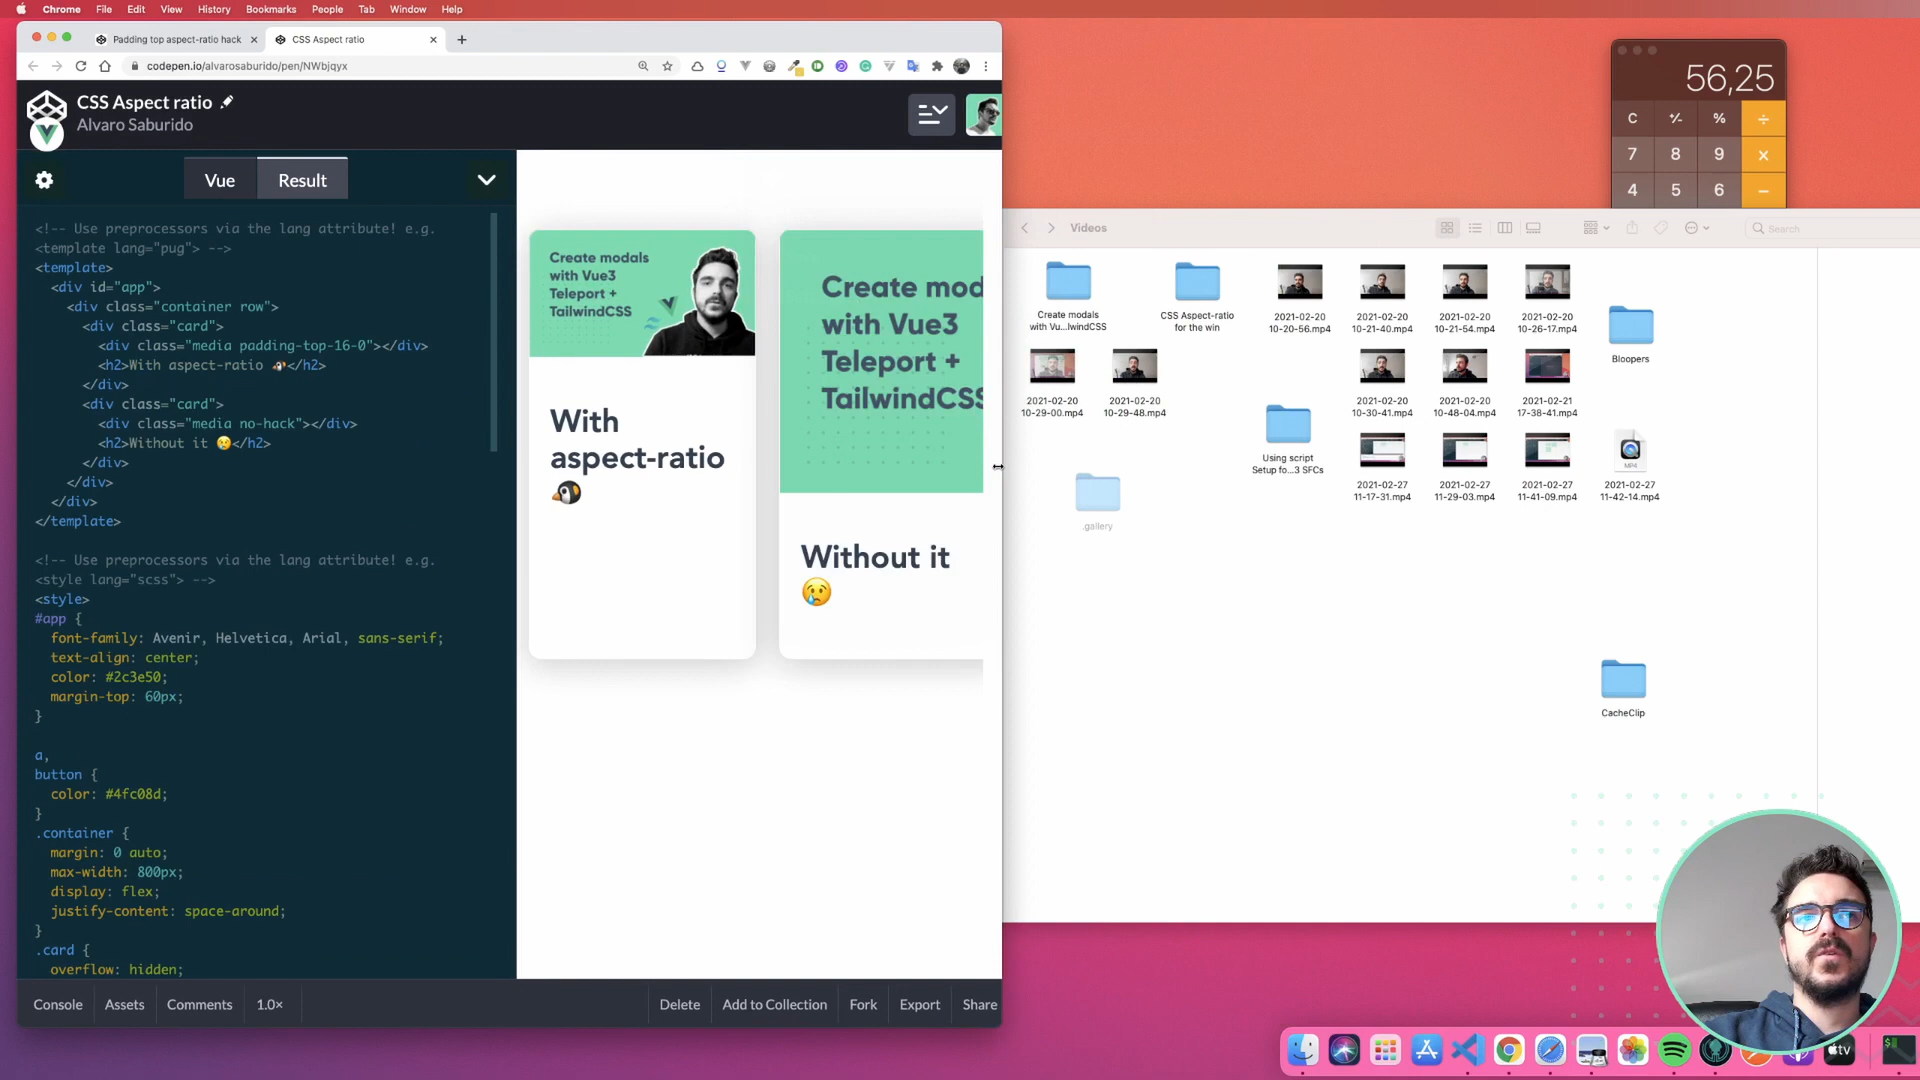 Chrome File Edit View History Bookmarks People Tab Window Help
Padding top aspect-ratio hack
CSS Aspect ratio
codepen.io/alvarosaburido/pen/NWbjqyx
CSS Aspect ratio
Alvaro Saburido
Vue
Result
<!-- Use preprocessors via the lang attribute! e.g.
<template lang="pug"> -->
<template>
<div id="app">
<div class="container row">
<div class="card">
<div class="media padding-top-16-0"></div>
<h2>With aspect-ratio 🐧</h2>
</div>
<div class="card">
<div class="media no-hack"></div>
<h2>Without it 😢</h2>
</div>
</div>
</div>
</template>
<!-- Use preprocessors via the lang attribute! e.g.
<style lang="scss"> -->
<style>
#app {
font-family: Avenir, Helvetica, Arial, sans-serif;
text-align: center;
color: #2c3e50;
margin-top: 60px;
}
a,
button {
color: #4fc08d;
}
.container {
margin: 0 auto;
max-width: 800px;
display: flex;
justify-content: space-around;
}
.card {
overflow: hidden;
Create modals
with Vue3
Teleport +
TailwindCSS
With
aspect-ratio
🐧
Create mod
with Vue3
Teleport +
TailwindCSS
Without it
😢
Console Assets Comments 1.0× Delete Add to Collection Fork Export Share
56,25
C +/- % ÷
7 8 9 ×
4 5 6 −
Videos
Search
Create modals
with Vu...lwindCSS
CSS Aspect-ratio
for the win
2021-02-20
10-20-56.mp4
2021-02-20
10-21-40.mp4
2021-02-20
10-21-54.mp4
2021-02-20
10-26-17.mp4
Bloopers
2021-02-20
10-29-00.mp4
2021-02-20
10-29-48.mp4
2021-02-20
10-30-41.mp4
2021-02-20
10-48-04.mp4
2021-02-21
17-38-41.mp4
Using script
Setup fo...3 SFCs
MP4
2021-02-27
11-17-31.mp4
2021-02-27
11-29-03.mp4
2021-02-27
11-41-09.mp4
2021-02-27
11-42-14.mp4
.gallery
CacheClip
tv